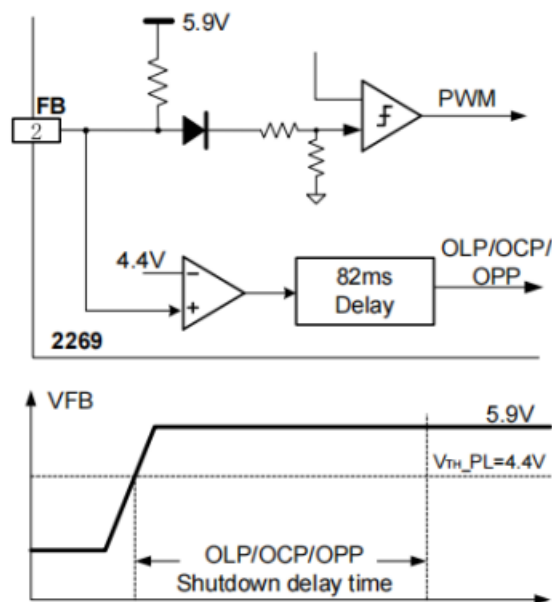 5.9V
FB
2
PWM
4.4V
−
+
82ms
Delay
OLP/OCP/
OPP
2269
VFB
5.9V
VTH_PL=4.4V
OLP/OCP/OPP
Shutdown delay time